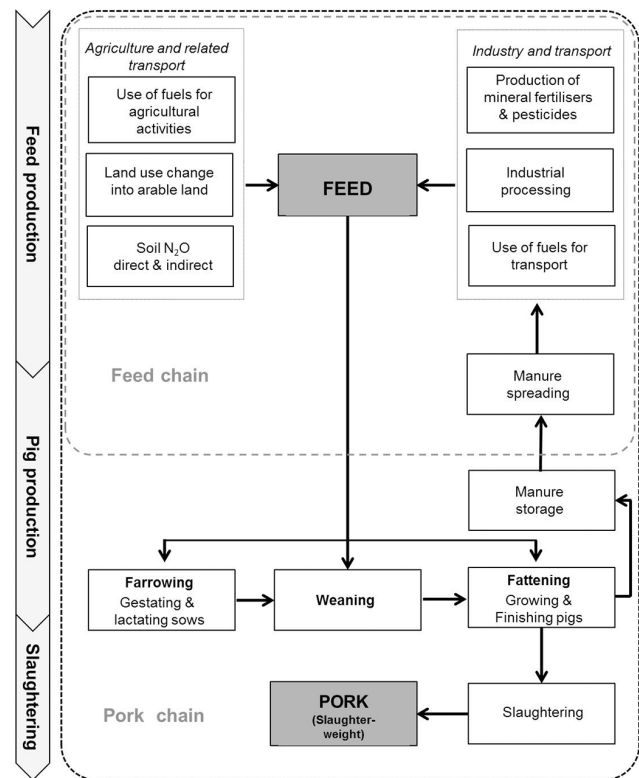 Feed production
Pig production
Slaughtering
Agriculture and related
transport
Use of fuels for
agricultural
activities
Land use change
into arable land
Soil N₂O
direct & indirect
FEED
Industry and transport
Production of
mineral fertilisers
& pesticides
Industrial
processing
Use of fuels for
transport
Feed chain
Manure
spreading
Manure
storage
Farrowing
Gestating &
lactating sows
Weaning
Fattening
Growing &
Finishing pigs
Pork chain
PORK
(Slaughter-
weight)
Slaughtering